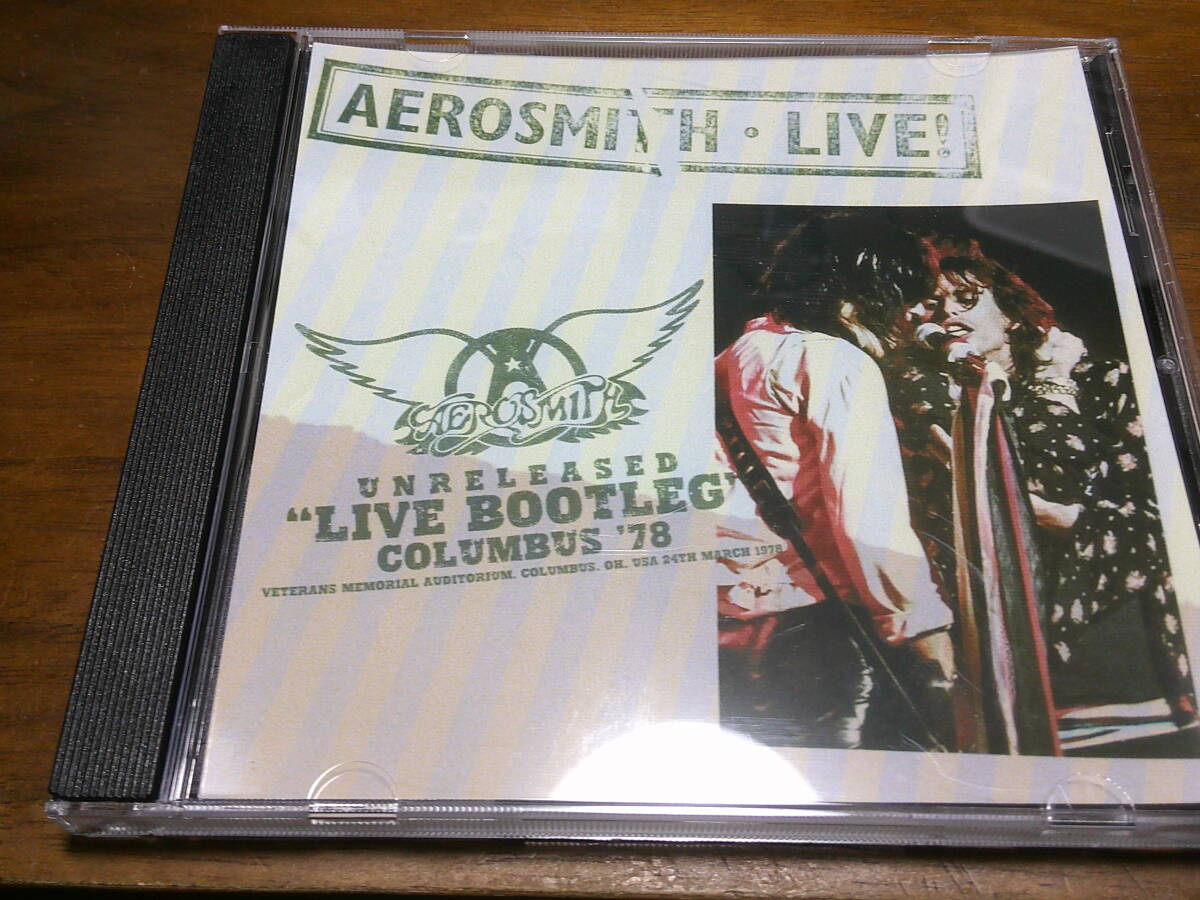 AEROSMITH • LIVE!
AEROSMITH
UNRELEASED
“LIVE BOOTLEG”
COLUMBUS '78
VETERANS MEMORIAL AUDITORIUM. COLUMBUS. OH. USA 24TH MARCH 1978